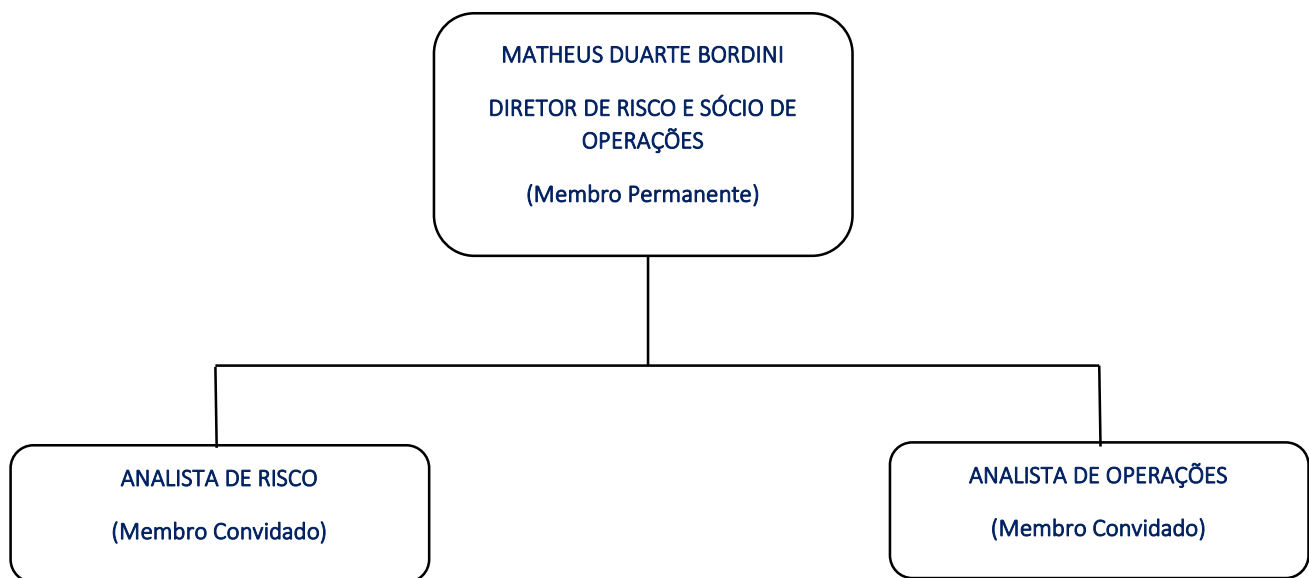 MATHEUS DUARTE BORDINI
DIRETOR DE RISCO E SÓCIO DE
OPERAÇÕES
(Membro Permanente)
ANALISTA DE RISCO
(Membro Convidado)
ANALISTA DE OPERAÇÕES
(Membro Convidado)